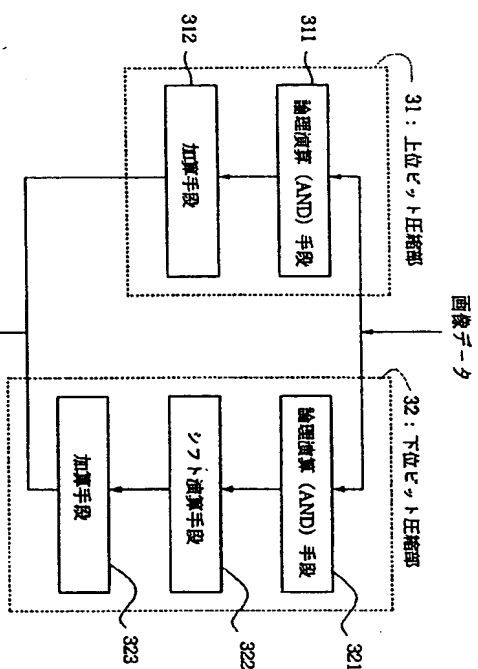 画像データ
31：上位ビット圧縮部
311
論理演算（AND）手段
312
加算手段
32：下位ビット圧縮部
論理演算（AND）手段
321
シフト演算手段
322
加算手段
323